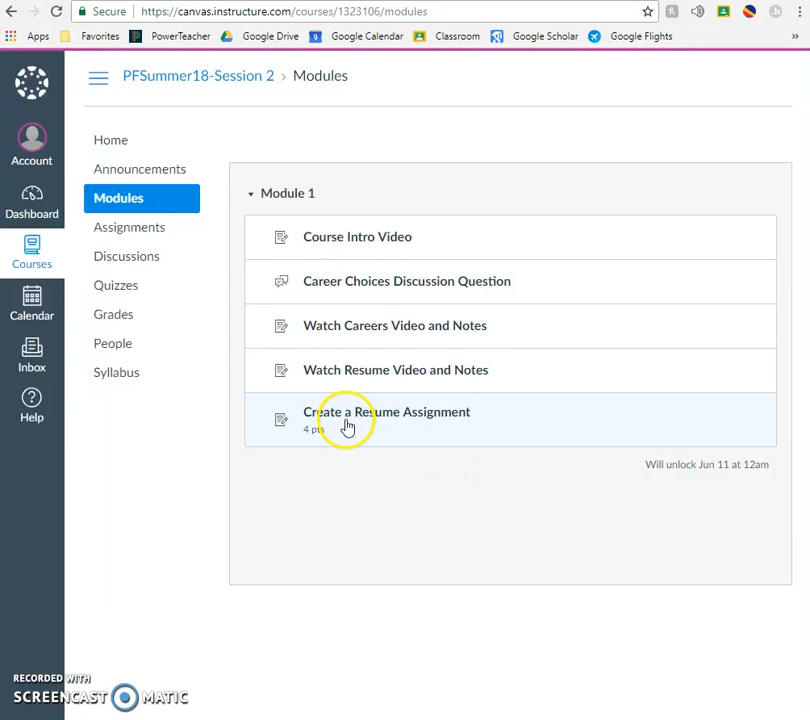 Secure https://canvas.instructure.com/courses/1323106/modules
Apps Favorites PowerTeacher Google Drive 9 Google Calendar Classroom Google Scholar Google Flights »
PFSummer18-Session 2 > Modules
Account
Dashboard
Courses
Calendar
Inbox
Help
Home
Announcements
Modules
Assignments
Discussions
Quizzes
Grades
People
Syllabus
Module 1
Course Intro Video
Career Choices Discussion Question
Watch Careers Video and Notes
Watch Resume Video and Notes
Create a Resume Assignment
4 pts
Will unlock Jun 11 at 12am
RECORDED WITH
SCREENCAST MATIC